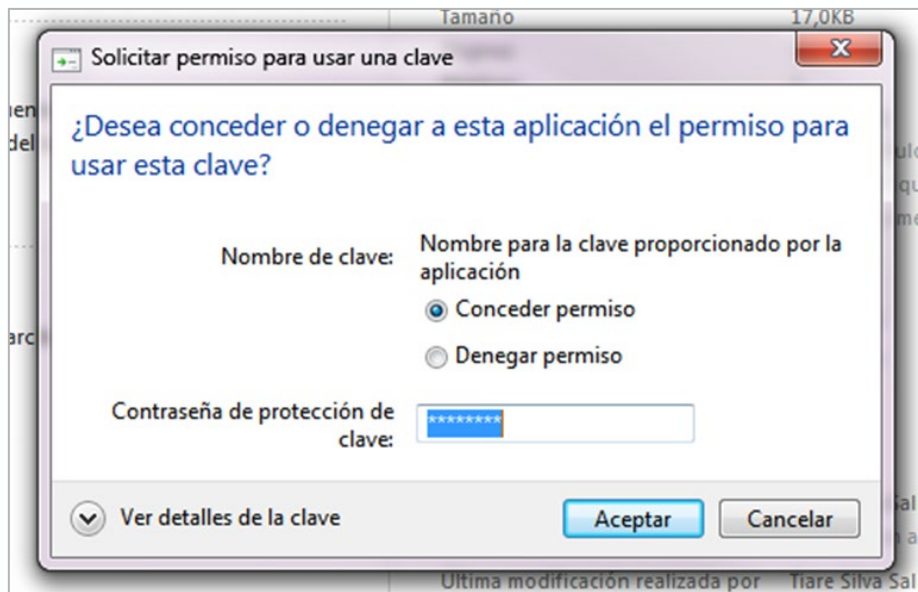 Tamaño 17,0KB
Solicitar permiso para usar una clave
¿Desea conceder o denegar a esta aplicación el permiso para
usar esta clave?
Nombre de clave:
Nombre para la clave proporcionado por la
aplicación
Conceder permiso
Denegar permiso
Contraseña de protección de
clave:
********
Ver detalles de la clave
Aceptar
Cancelar
Última modificación realizada por Tiare Silva Sal